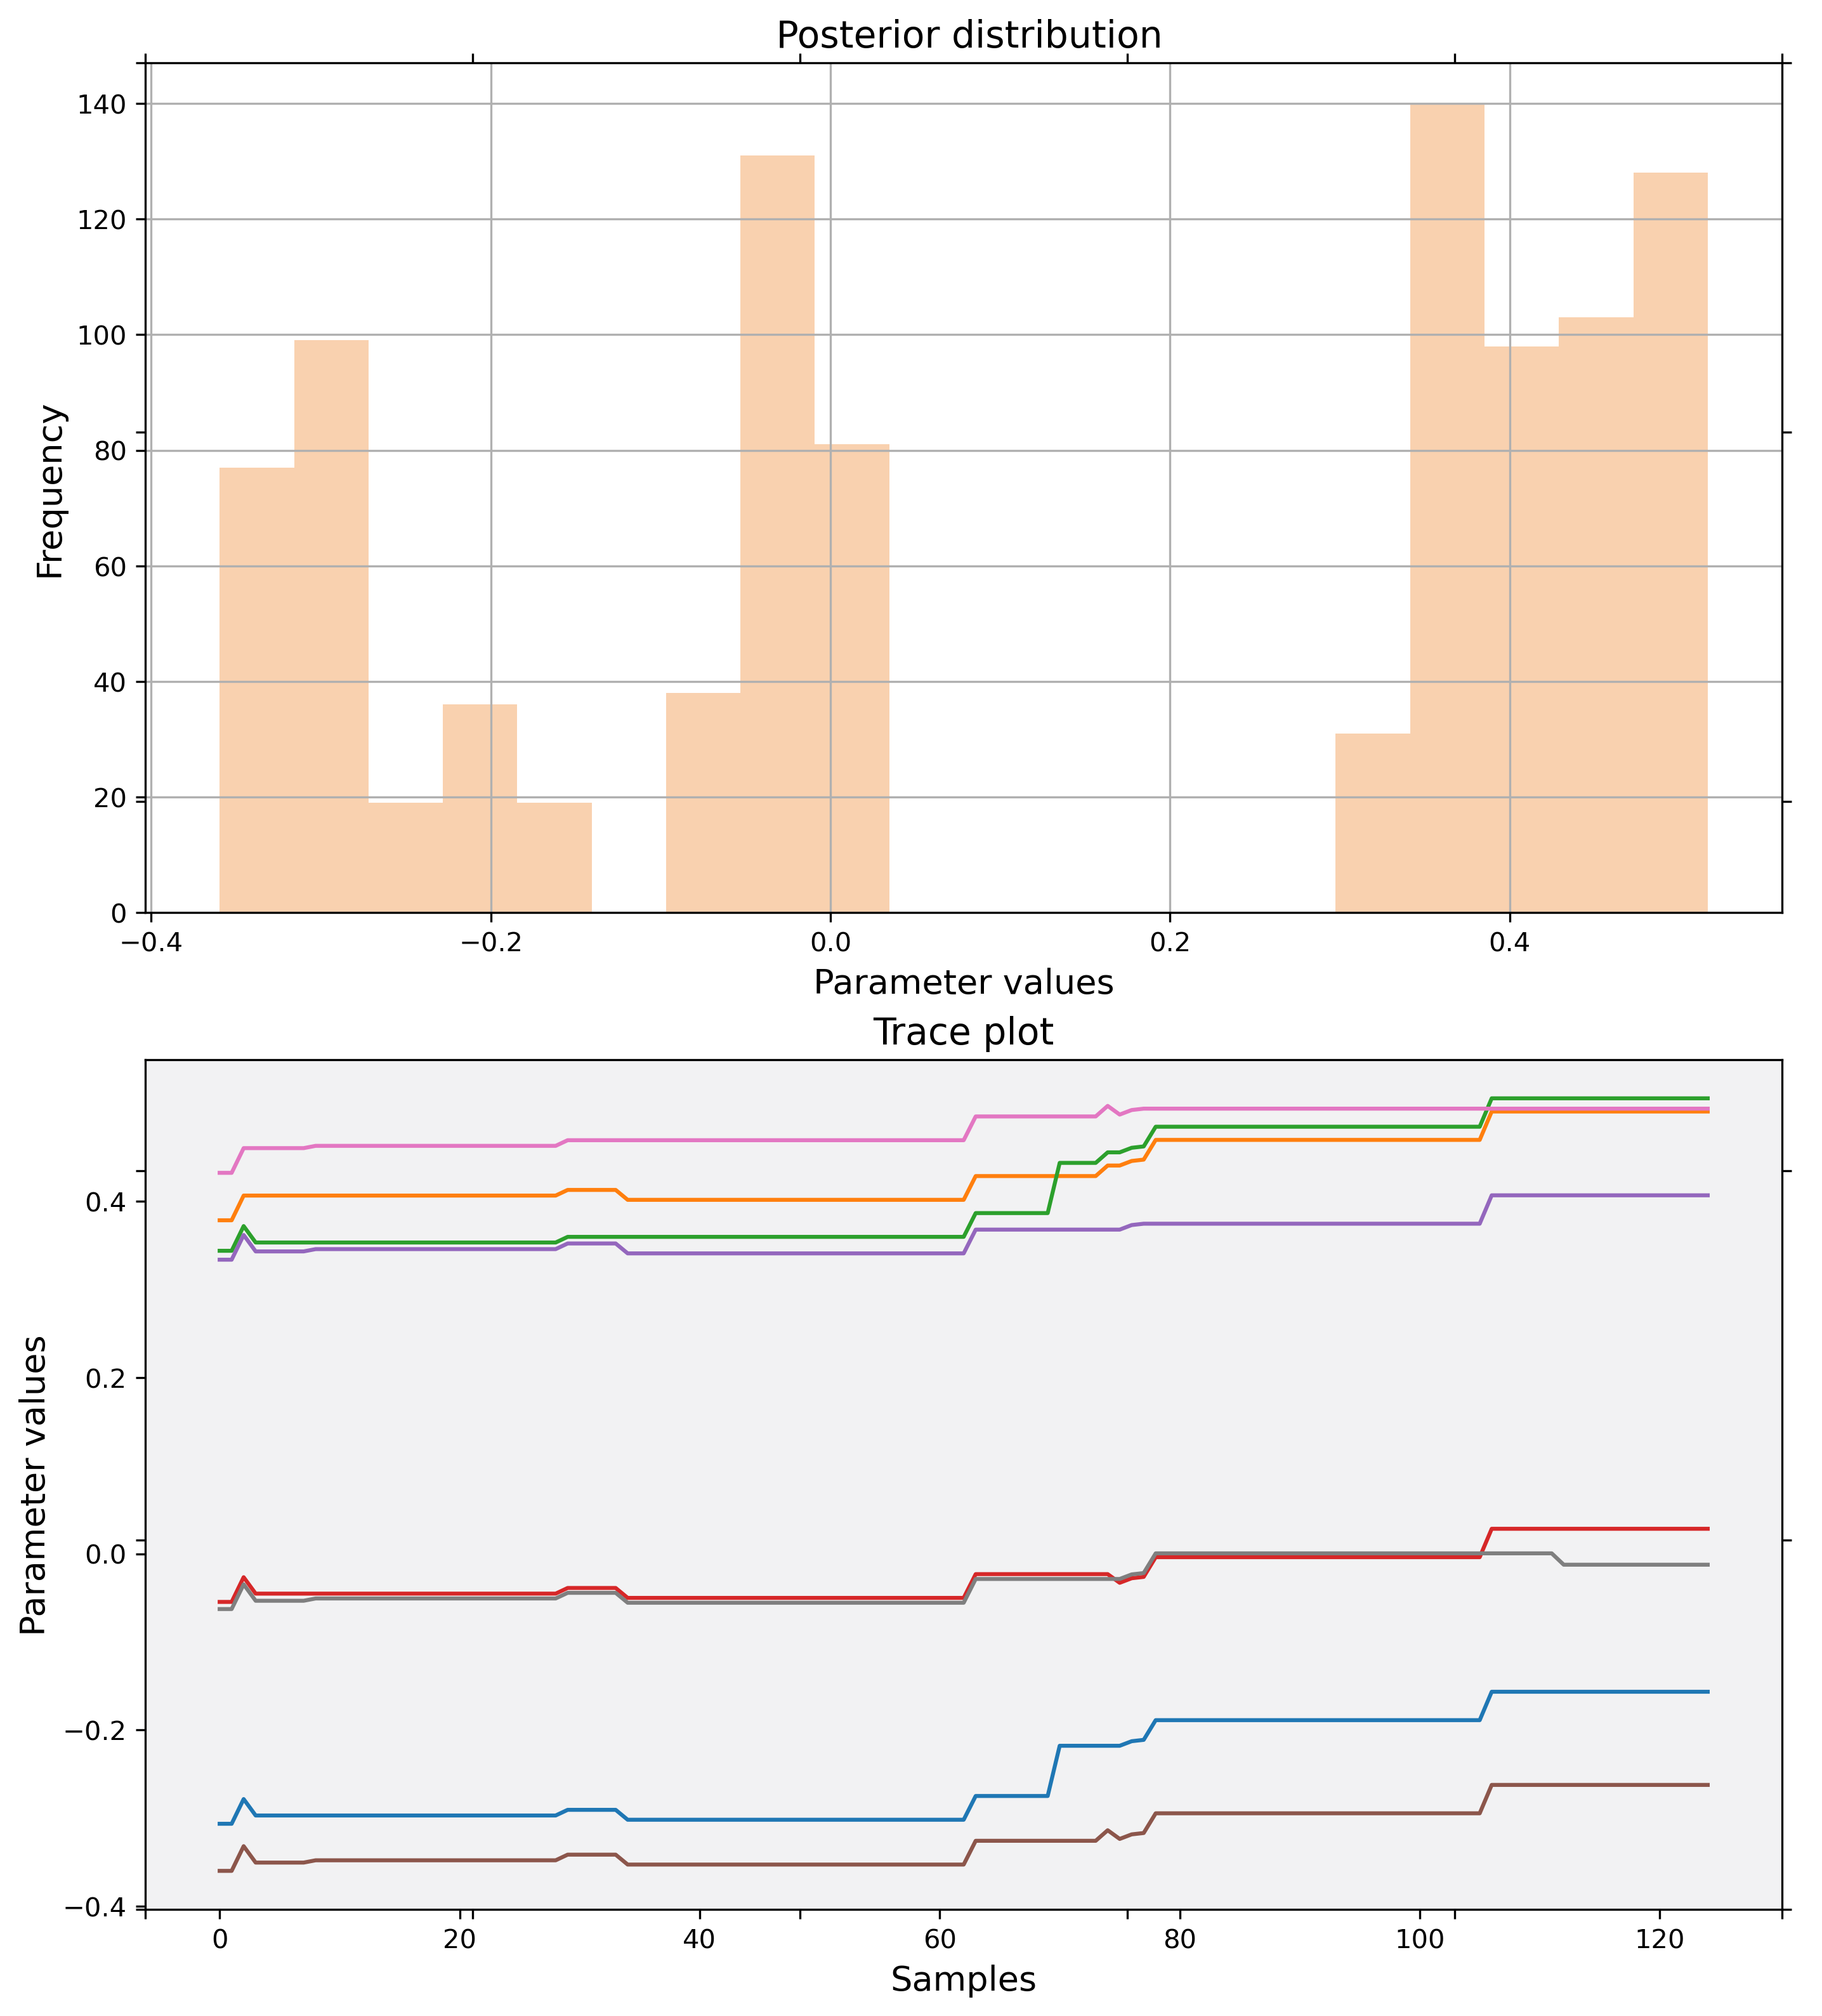 Posterior distribution
140
120
100
80
60
40
20
0
Frequency
−0.4 −0.2 0.0 0.2 0.4
Parameter values
Trace plot
0.4
0.2
0.0
−0.2
−0.4
Parameter values
0 20 40 60 80 100 120
Samples